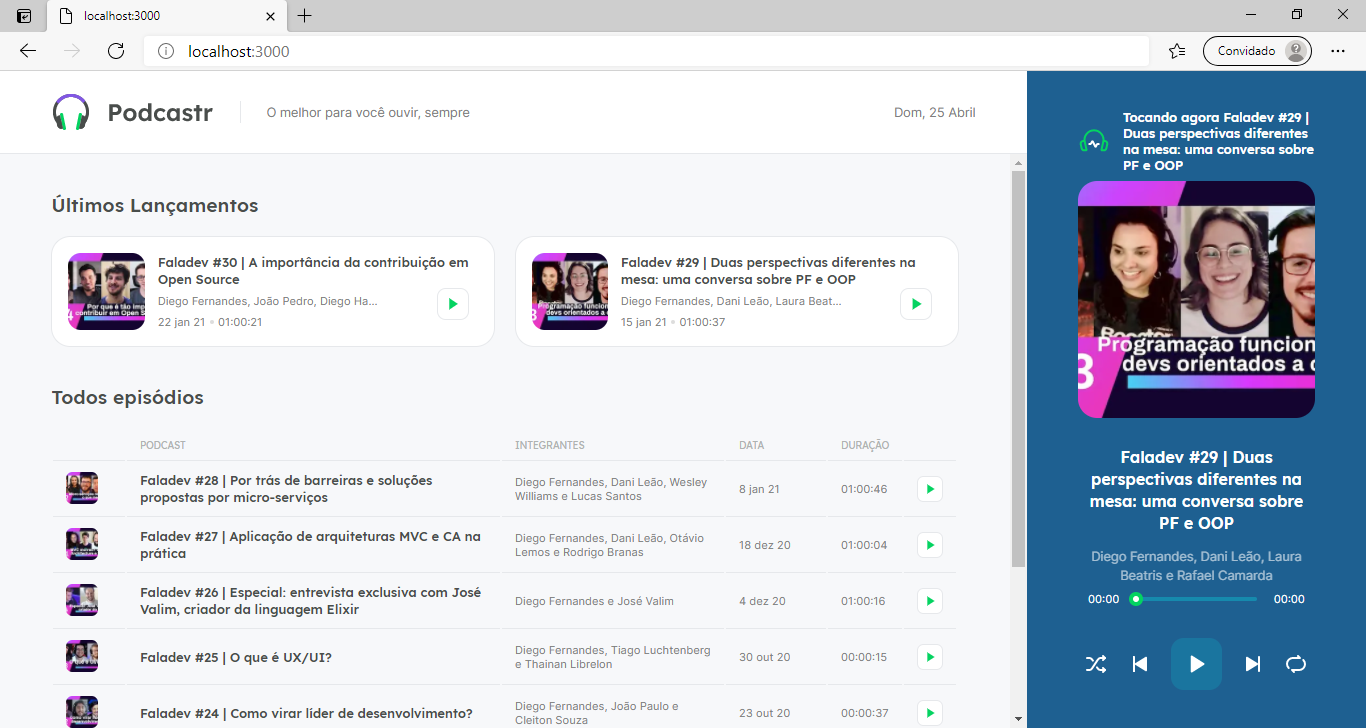 localhost:3000
localhost:3000
Convidado
Podcastr
O melhor para você ouvir, sempre
Dom, 25 Abril
Últimos Lançamentos
Faladev #30 | A importância da contribuição em
Open Source
Diego Fernandes, João Pedro, Diego Ha...
22 jan 21 • 01:00:21
Faladev #29 | Duas perspectivas diferentes na
mesa: uma conversa sobre PF e OOP
Diego Fernandes, Dani Leão, Laura Beat...
15 jan 21 • 01:00:37
Todos episódios
PODCAST INTEGRANTES DATA DURAÇÃO
Faladev #28 | Por trás de barreiras e soluções
propostas por micro-serviços
Diego Fernandes, Dani Leão, Wesley
Williams e Lucas Santos
8 jan 21
01:00:46
Faladev #27 | Aplicação de arquiteturas MVC e CA na
prática
Diego Fernandes, Dani Leão, Otávio
Lemos e Rodrigo Branas
18 dez 20
01:00:04
Faladev #26 | Especial: entrevista exclusiva com José
Valim, criador da linguagem Elixir
Diego Fernandes e José Valim
4 dez 20
01:00:16
Faladev #25 | O que é UX/UI?
Diego Fernandes, Tiago Luchtenberg
e Thainan Librelon
30 out 20
00:00:15
Faladev #24 | Como virar líder de desenvolvimento?
Diego Fernandes, João Paulo e
Cleiton Souza
23 out 20
00:00:37
Tocando agora Faladev #29 |
Duas perspectivas diferentes
na mesa: uma conversa sobre
PF e OOP
Programação funcion
devs orientados a
3
Faladev #29 | Duas
perspectivas diferentes na
mesa: uma conversa sobre
PF e OOP
Diego Fernandes, Dani Leão, Laura
Beatris e Rafael Camarda
00:00 00:00